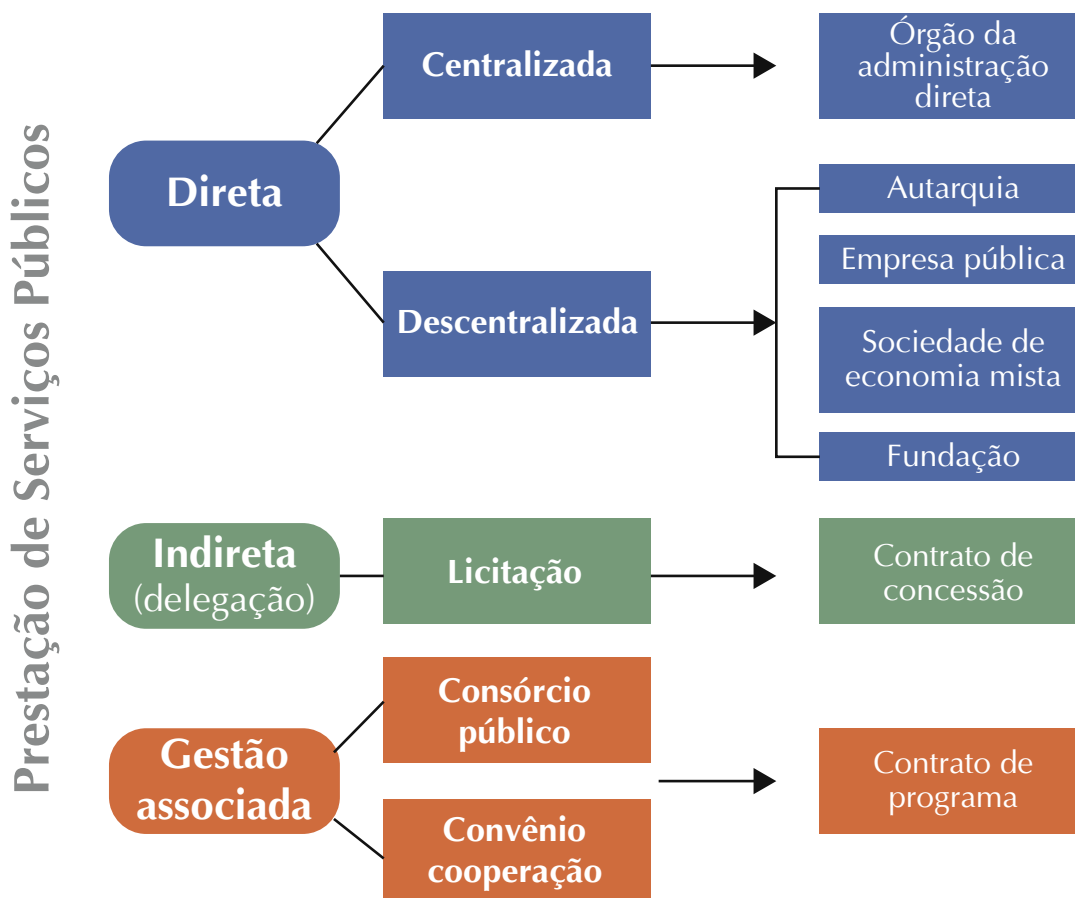 Prestação de Serviços Públicos
Direta
Centralizada
Órgão da
administração
direta
Descentralizada
Autarquia
Empresa pública
Sociedade de
economia mista
Fundação
Indireta
(delegação)
Licitação
Contrato de
concessão
Gestão
associada
Consórcio
público
Convênio
cooperação
Contrato de
programa